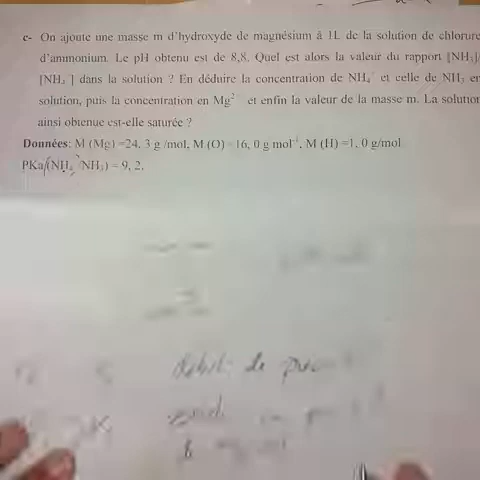 c- On ajoute une masse m d'hydroxyde de magnésium à 1L de la solution de chlorure
d'ammonium. Le pH obtenu est de 8,8. Quel est alors la valeur du rapport [NH₃]/
[NH₄⁺] dans la solution ? En déduire la concentration de NH₄⁺ et celle de NH₃ en
solution, puis la concentration en Mg²⁺ et enfin la valeur de la masse m. La solution
ainsi obtenue est-elle saturée ?
Données: M (Mg) =24, 3 g /mol, M (O) =16, 0 g mol⁻¹, M (H) =1, 0 g/mol.
PKa(NH₄⁺/NH₃) = 9, 2.
de